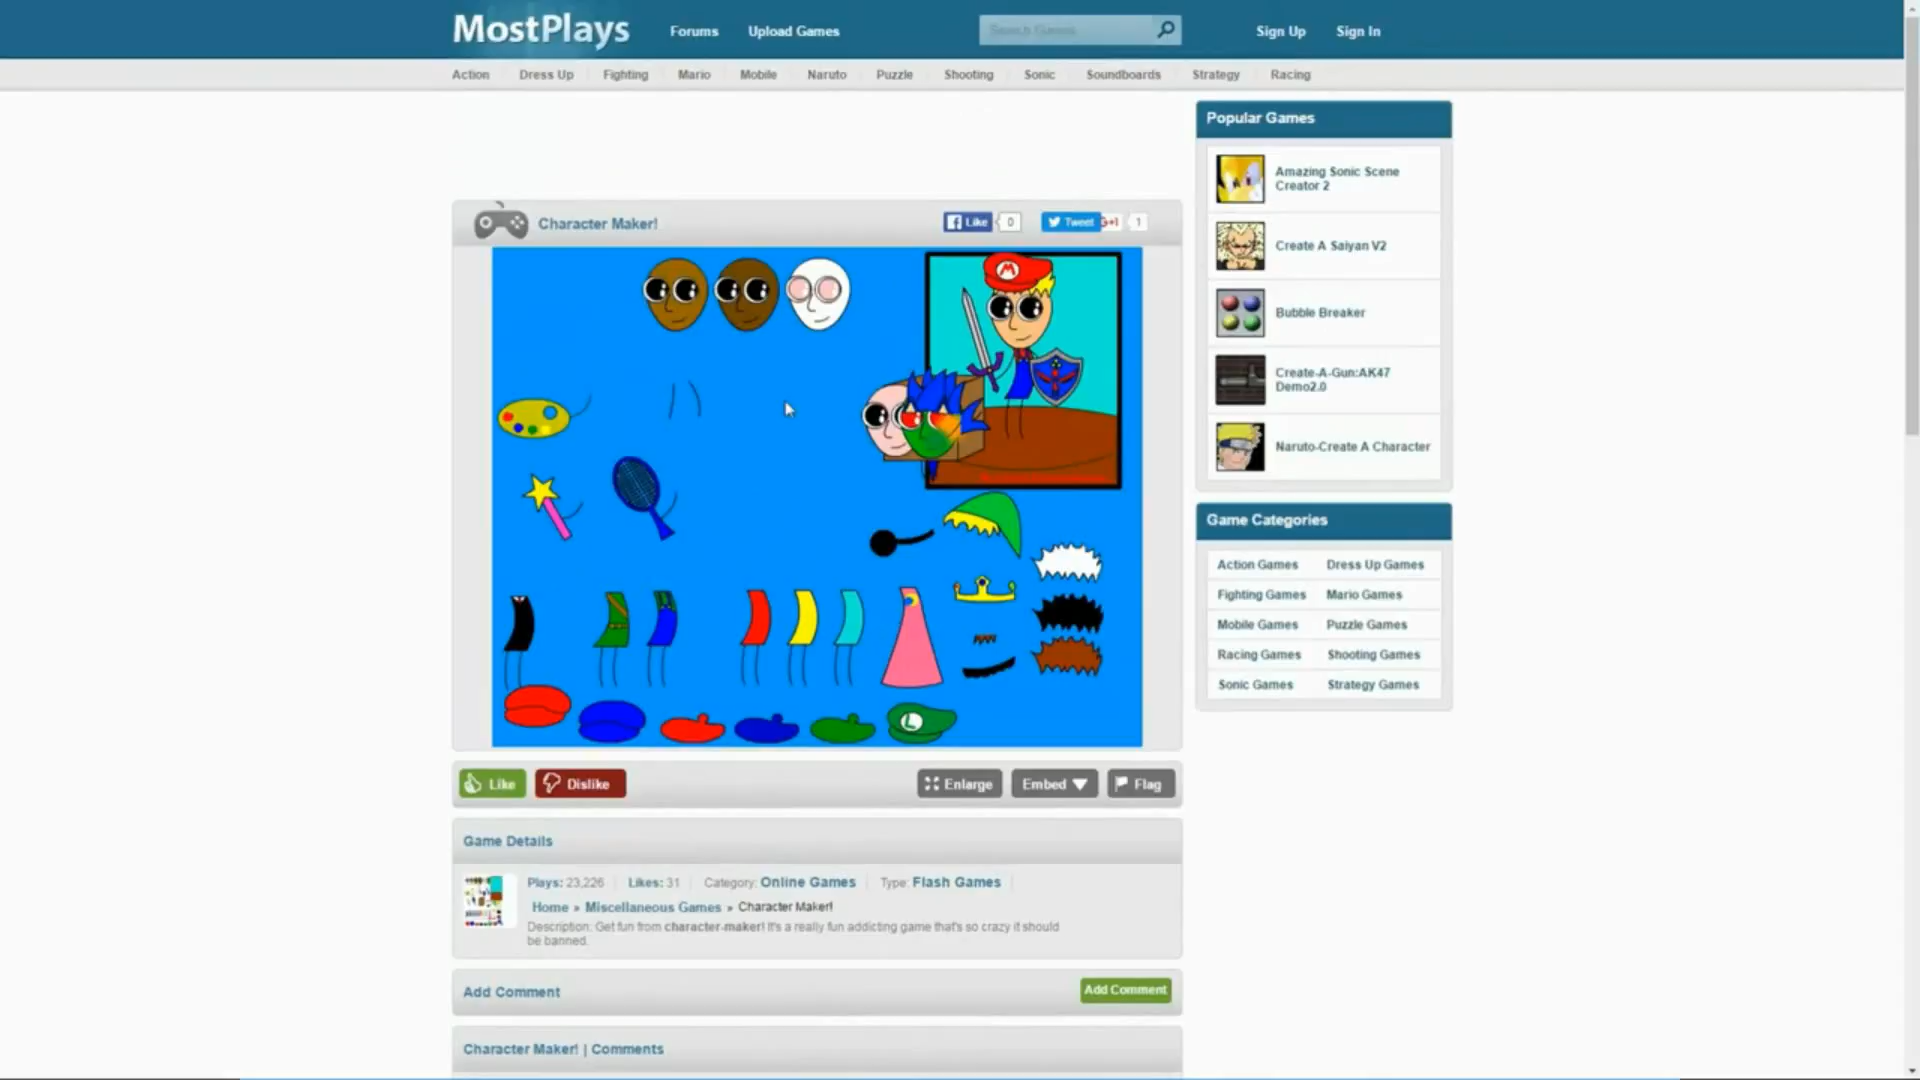 MostPlays
Forums
Upload Games
Search Games
Sign Up
Sign In
Action
Dress Up
Fighting
Mario
Mobile
Naruto
Puzzle
Shooting
Sonic
Soundboards
Strategy
Racing
Character Maker!
Like
0
Tweet
+1
1
M
L
Popular Games
Amazing Sonic Scene
Creator 2
Create A Saiyan V2
Bubble Breaker
Create-A-Gun:AK47
Demo2.0
Naruto-Create A Character
Game Categories
Action Games
Dress Up Games
Fighting Games
Mario Games
Mobile Games
Puzzle Games
Racing Games
Shooting Games
Sonic Games
Strategy Games
Like
Dislike
Enlarge
Embed
Flag
Game Details
Plays: 23,226
Likes: 31
Category: Online Games
Type: Flash Games
Home » Miscellaneous Games » Character Maker!
Description: Get fun from character-maker! It's a really fun addicting game that's so crazy it should
be banned.
Add Comment
Add Comment
Character Maker! | Comments